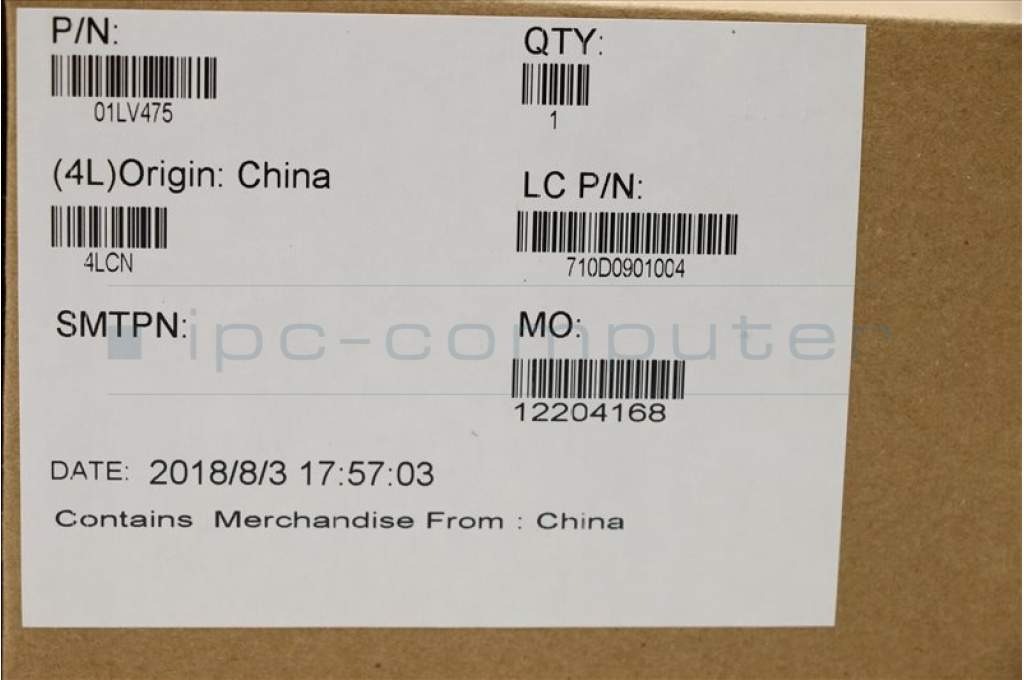 P/N:
01LV475
QTY:
1
(4L)Origin: China
4LCN
LC P/N:
710D0901004
SMTPN:
MO:
ipc-computer
12204168
DATE: 2018/8/3 17:57:03
Contains Merchandise From : China